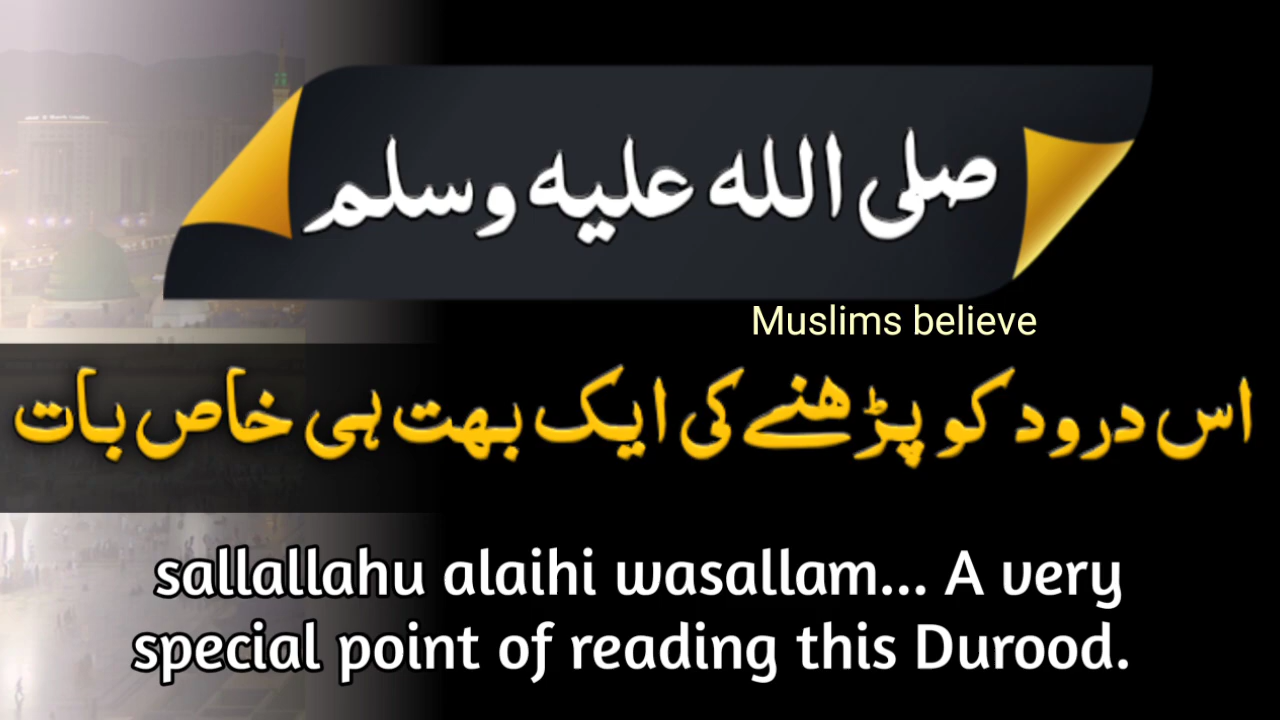 صلی اللہ علیہ وسلم
Muslims believe
اس درود کو پڑھنے کی ایک بہت ہی خاص بات
sallallahu alaihi wasallam... A very
special point of reading this Durood.